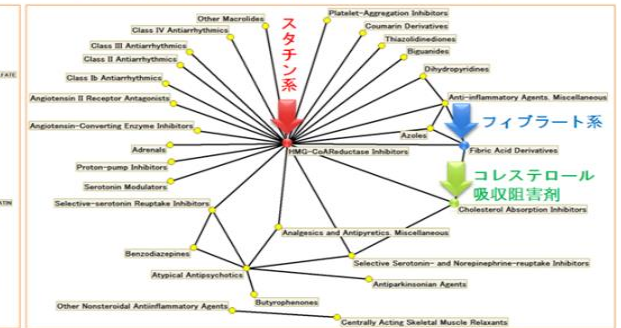 Other Macrolides
Platelet-Aggregation Inhibitors
Class IV Antiarrhythmics
Coumarin Derivatives
Class III Antiarrhythmics
Thiazolidinediones
Class II Antiarrhythmics
Biguanides
Class Ib Antiarrhythmics
Dihydropyridines
Angiotensin II Receptor Antagonists
Anti-inflammatory Agents. Miscellaneous
スタチン系
フィブラート系
Angiotensin-Converting Enzyme Inhibitors
Azoles
Adrenals
HMG-CoAReductase Inhibitors
Fibric Acid Derivatives
Proton-pump Inhibitors
コレステロール
吸収阻害剤
Serotonin Modulators
Selective-serotonin Reuptake Inhibitors
Cholesterol Absorption Inhibitors
Analgesics and Antipyretics. Miscellaneous
Benzodiazepines
Selective Serotonin- and Norepinephrine-reuptake Inhibitors
Atypical Antipsychotics
Antiparkinsonian Agents
Butyrophenones
Other Nonsteroidal Antiinflammatory Agents
Centrally Acting Skeletal Muscle Relaxants